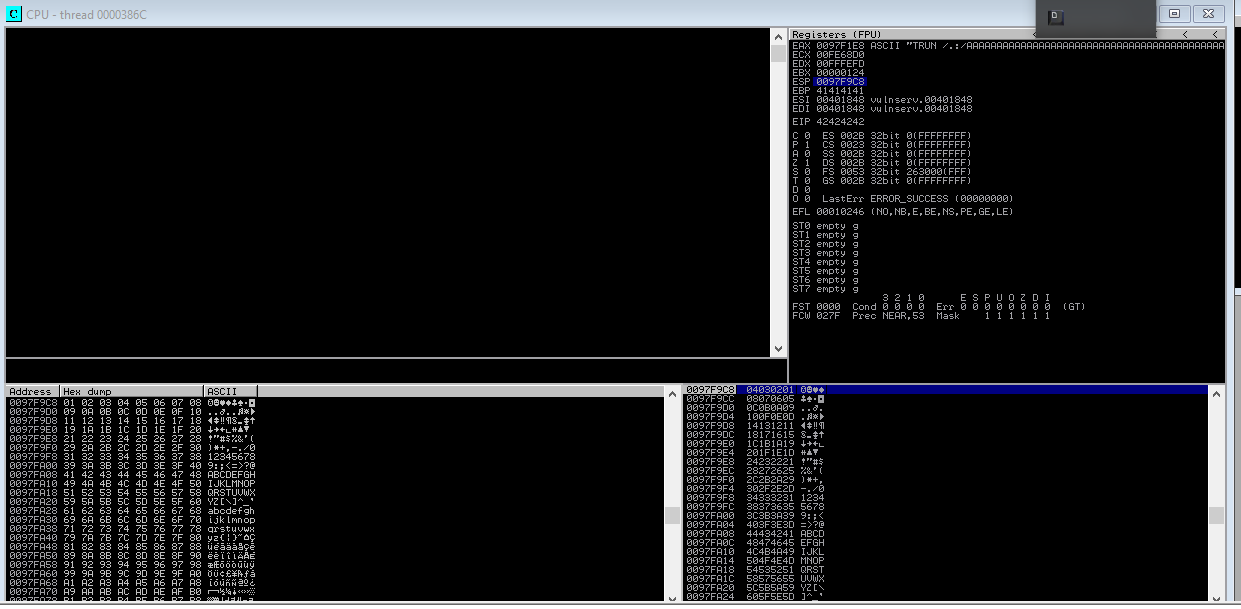 C CPU - thread 0000386C
D
Registers (FPU) < < <
EAX 0097F1E8 ASCII "TRUN /.:/AAAAAAAAAAAAAAAAAAAAAAAAAAAAAAAAAAAAAAAAAAA
ECX 00FE68D0
EDX 00FFFEFD
EBX 00000124
ESP 0097F9C8
EBP 41414141
ESI 00401848 vulnserv.00401848
EDI 00401848 vulnserv.00401848
EIP 42424242
C 0 ES 002B 32bit 0(FFFFFFFF)
P 1 CS 0023 32bit 0(FFFFFFFF)
A 0 SS 002B 32bit 0(FFFFFFFF)
Z 1 DS 002B 32bit 0(FFFFFFFF)
S 0 FS 0053 32bit 263000(FFF)
T 0 GS 002B 32bit 0(FFFFFFFF)
D 0
O 0 LastErr ERROR_SUCCESS (00000000)
EFL 00010246 (NO,NB,E,BE,NS,PE,GE,LE)
ST0 empty g
ST1 empty g
ST2 empty g
ST3 empty g
ST4 empty g
ST5 empty g
ST6 empty g
ST7 empty g
3 2 1 0 E S P U O Z D I
FST 0000 Cond 0 0 0 0 Err 0 0 0 0 0 0 0 0 (GT)
FCW 027F Prec NEAR,53 Mask 1 1 1 1 1 1
Address Hex dump ASCII
0097F9C8 01 02 03 04 05 06 07 08
0097F9D0 09 0A 0B 0C 0D 0E 0F 10
0097F9D8 11 12 13 14 15 16 17 18
0097F9E0 19 1A 1B 1C 1D 1E 1F 20
0097F9E8 21 22 23 24 25 26 27 28 !"#$%&'(
0097F9F0 29 2A 2B 2C 2D 2E 2F 30 )*+,-./0
0097F9F8 31 32 33 34 35 36 37 38 12345678
0097FA00 39 3A 3B 3C 3D 3E 3F 40 9:;<=>?@
0097FA08 41 42 43 44 45 46 47 48 ABCDEFGH
0097FA10 49 4A 4B 4C 4D 4E 4F 50 IJKLMNOP
0097FA18 51 52 53 54 55 56 57 58 QRSTUVWX
0097FA20 59 5A 5B 5C 5D 5E 5F 60 YZ[\]^_`
0097FA28 61 62 63 64 65 66 67 68 abcdefgh
0097FA30 69 6A 6B 6C 6D 6E 6F 70 ijklmnop
0097FA38 71 72 73 74 75 76 77 78 qrstuvwx
0097FA40 79 7A 7B 7C 7D 7E 7F 80 yz{|}~⌂Ç
0097FA48 81 82 83 84 85 86 87 88 üéâäàåçê
0097FA50 89 8A 8B 8C 8D 8E 8F 90 ëèïîìÄÅÉ
0097FA58 91 92 93 94 95 96 97 98 æÆôöòûùÿ
0097FA60 99 9A 9B 9C 9D 9E 9F A0
0097FA68 A1 A2 A3 A4 A5 A6 A7 A8 íóúñÑªº¿
0097FA70 A9 AA AB AC AD AE AF B0
0097FA78 B1 B2 B3 B4 B5 B6 B7 B8
0097F9C8 04030201
0097F9CC 08070605
0097F9D0 0C0B0A09
0097F9D4 100F0E0D
0097F9D8 14131211
0097F9DC 18171615
0097F9E0 1C1B1A19
0097F9E4 201F1E1D
0097F9E8 24232221 !"#$
0097F9EC 28272625 %&'(
0097F9F0 2C2B2A29 )*+,
0097F9F4 302F2E2D -./0
0097F9F8 34333231 1234
0097F9FC 38373635 5678
0097FA00 3C3B3A39 9:;<
0097FA04 403F3E3D =>?@
0097FA08 44434241 ABCD
0097FA0C 48474645 EFGH
0097FA10 4C4B4A49 IJKL
0097FA14 504F4E4D MNOP
0097FA18 54535251 QRST
0097FA1C 58575655 UVWX
0097FA20 5C5B5A59 YZ[\
0097FA24 605F5E5D ]^_`